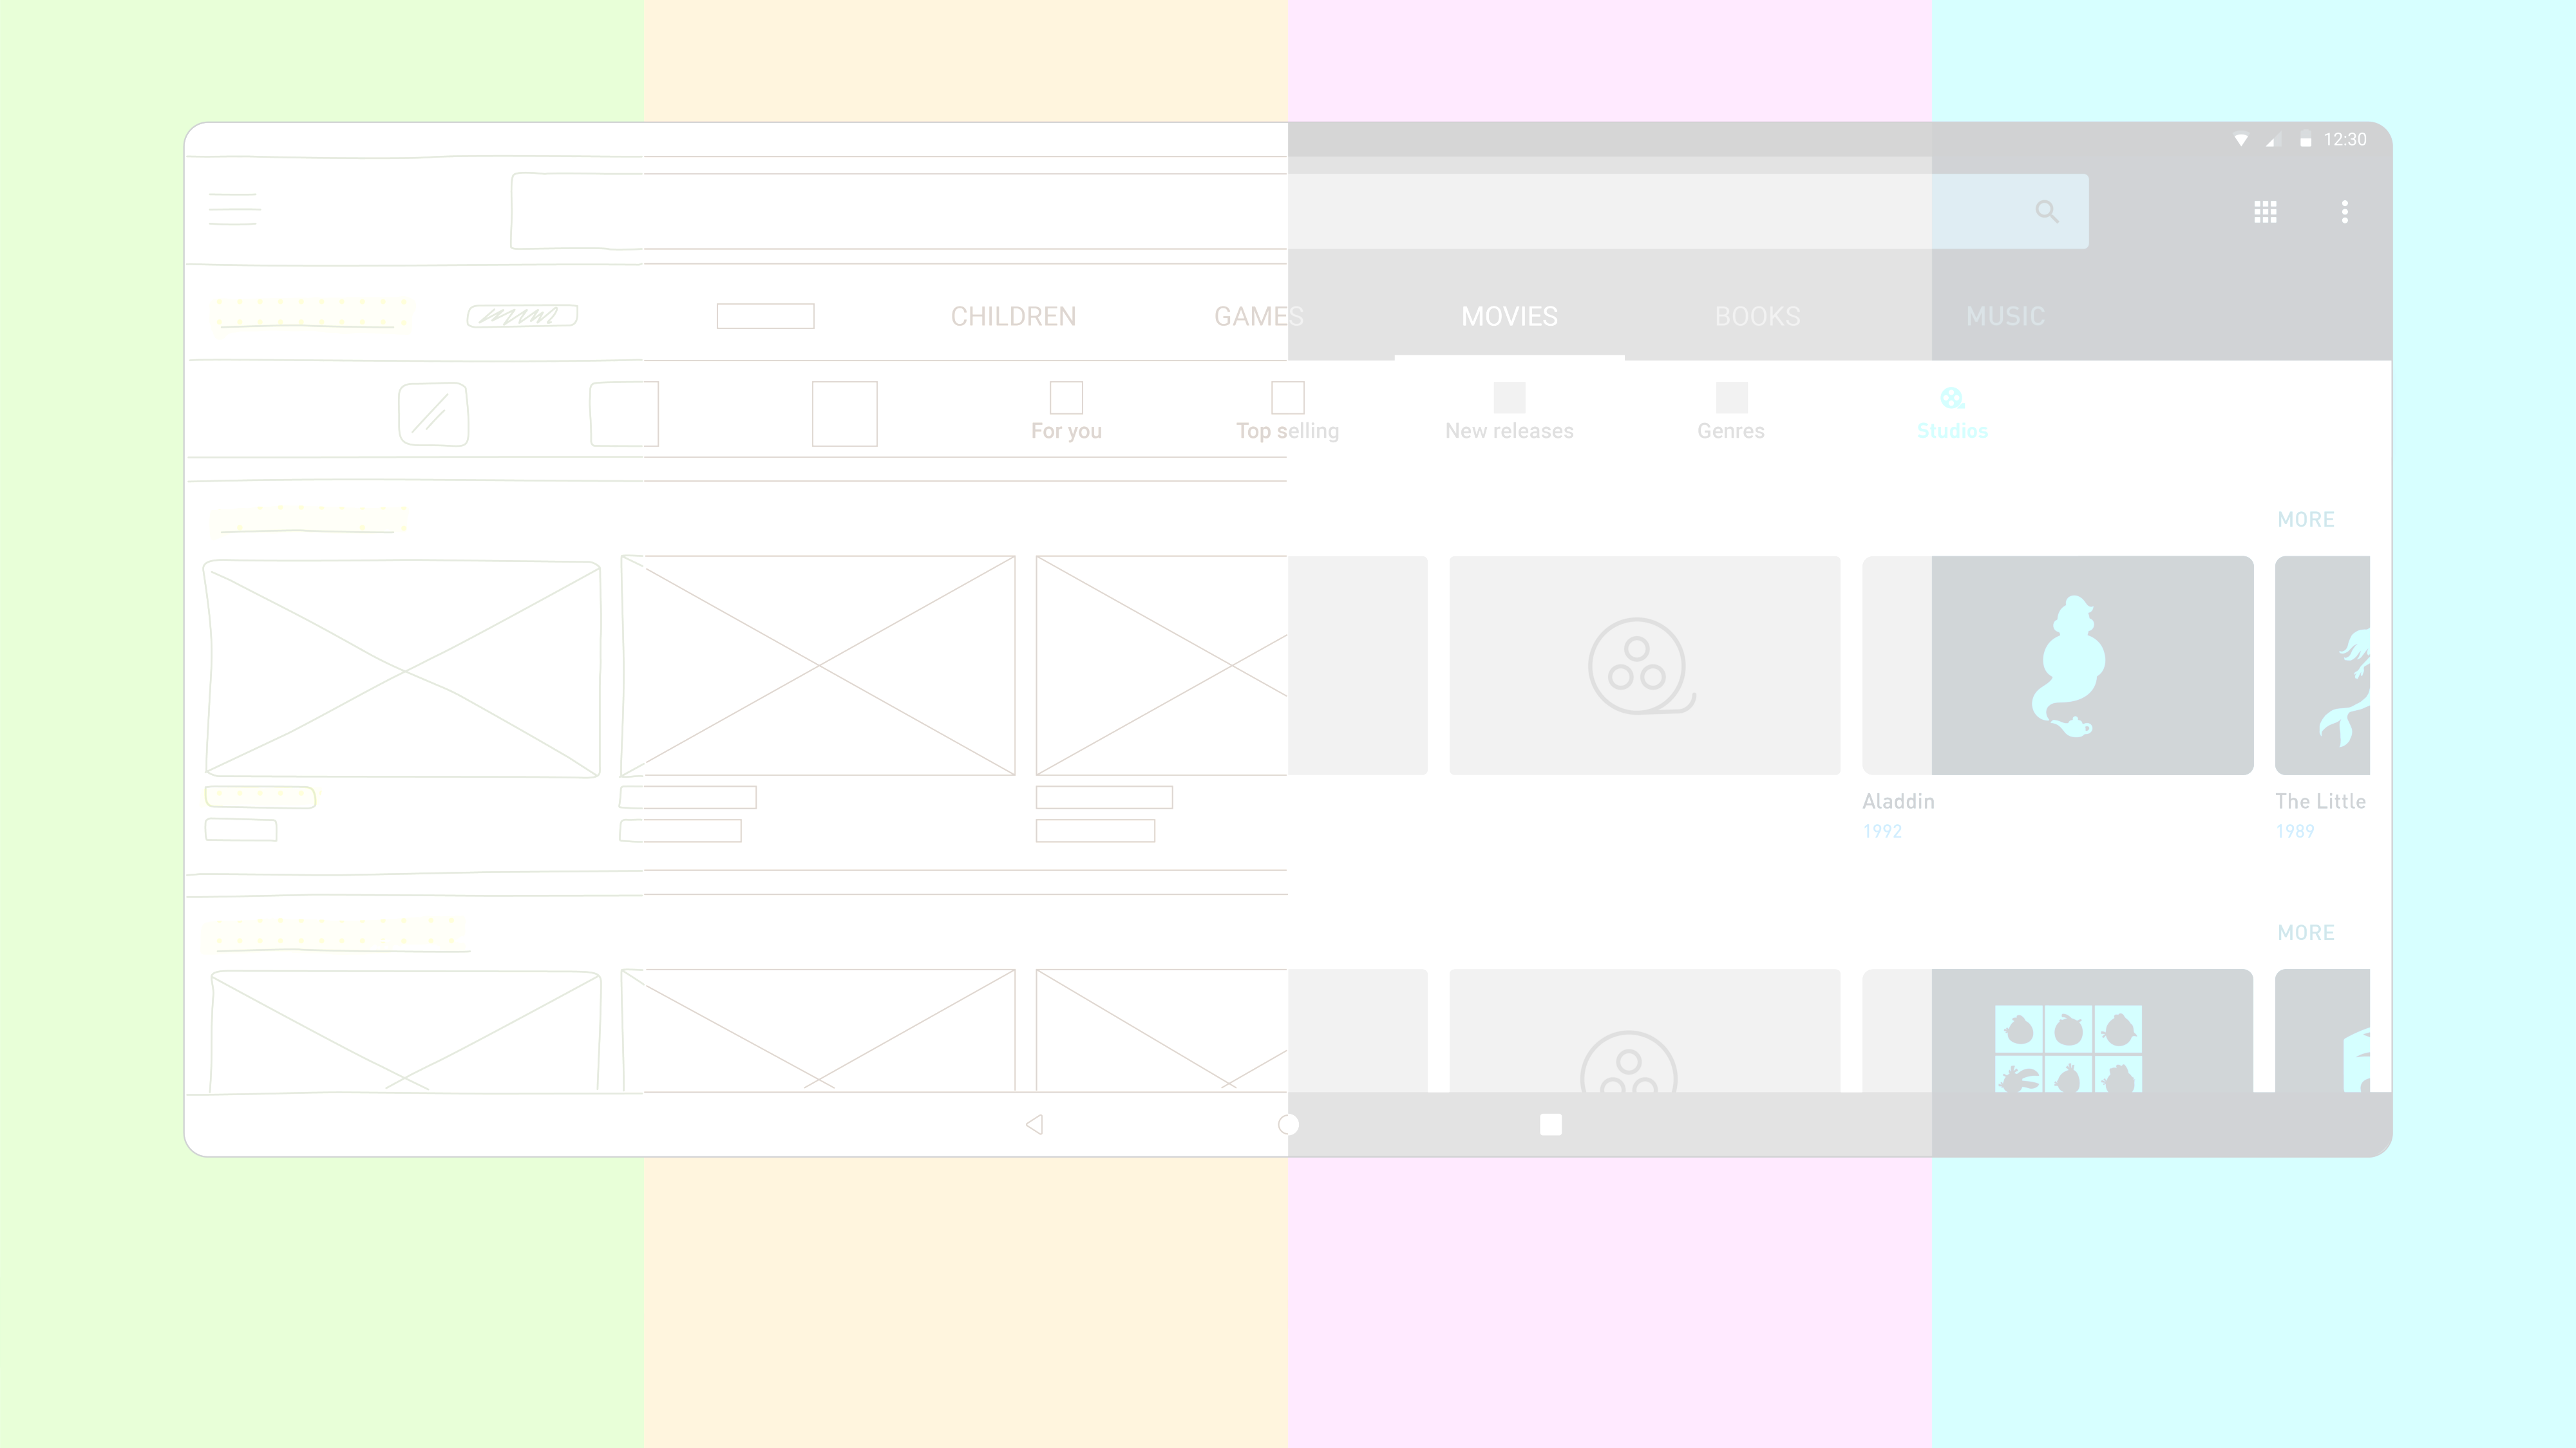 12:30
CHILDREN GAMES MOVIES BOOKS MUSIC
For you Top selling New releases Genres Studios
MORE
Aladdin The Little
1992 1989
MORE